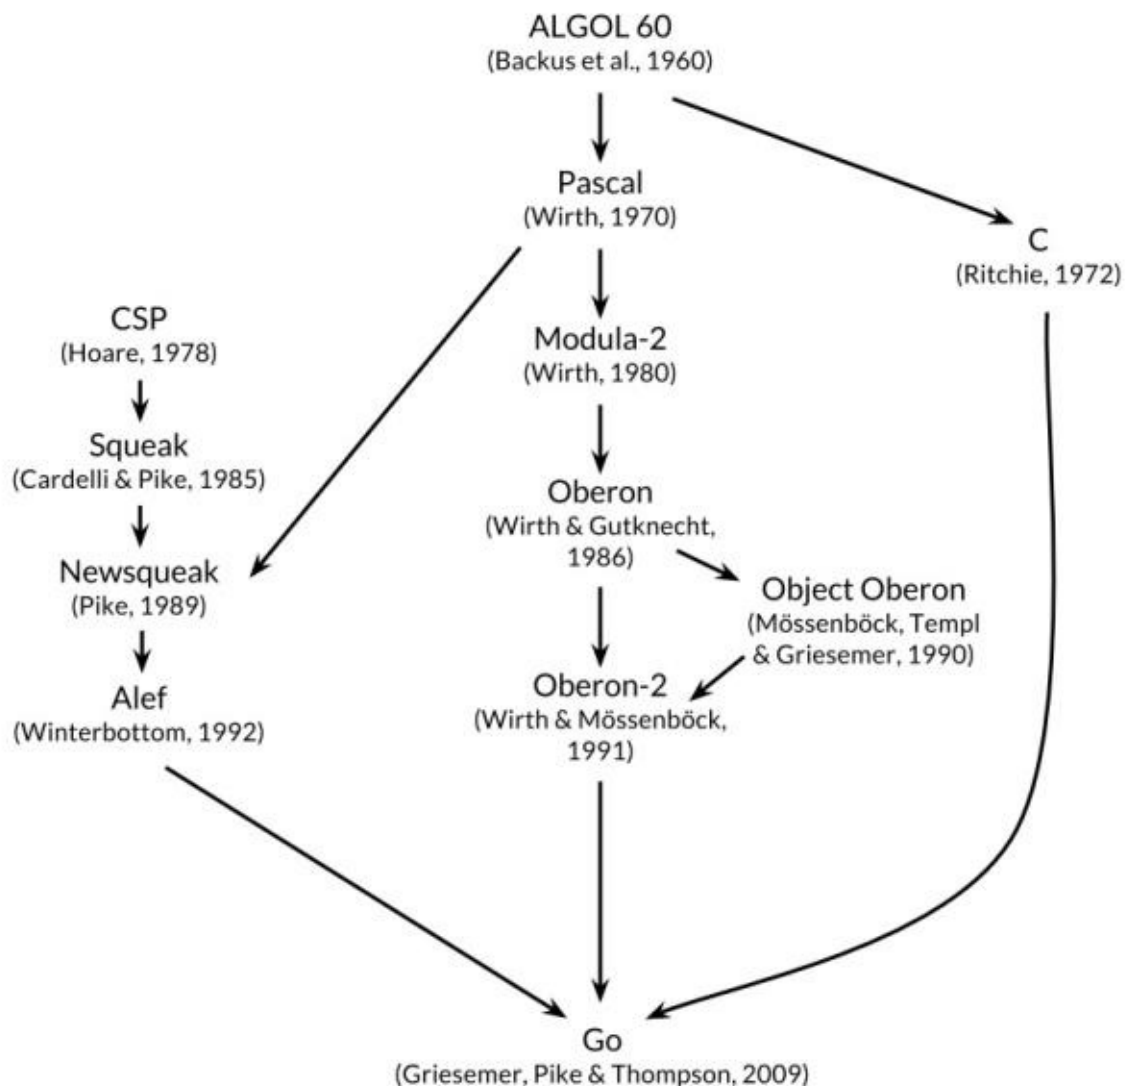 ALGOL 60
(Backus et al., 1960)
Pascal
(Wirth, 1970)
C
(Ritchie, 1972)
CSP
(Hoare, 1978)
Modula-2
(Wirth, 1980)
Squeak
(Cardelli & Pike, 1985)
Oberon
(Wirth & Gutknecht,
1986)
Newsqueak
(Pike, 1989)
Object Oberon
(Mössenböck, Templ
& Griesemer, 1990)
Oberon-2
(Wirth & Mössenböck,
1991)
Alef
(Winterbottom, 1992)
Go
(Griesemer, Pike & Thompson, 2009)